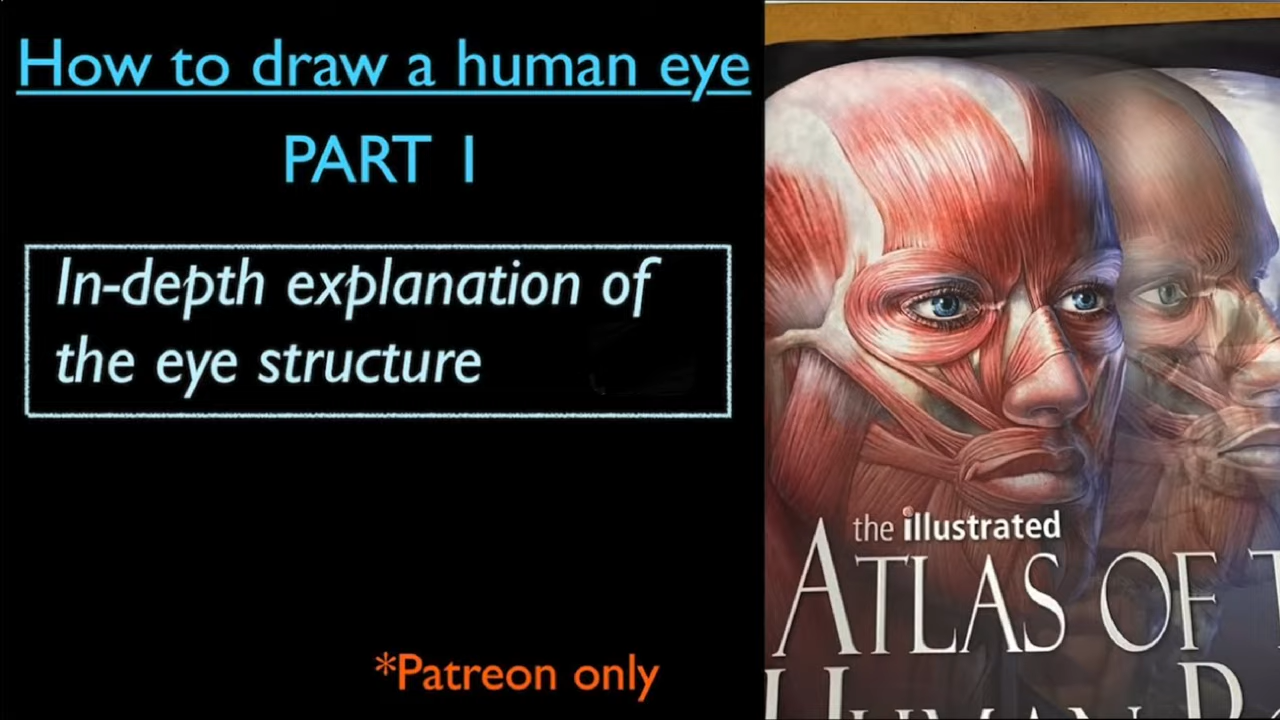 How to draw a human eye
PART 1
In-depth explanation of
the eye structure
*Patreon only
the illustrated
ATLAS OF
HUMAN